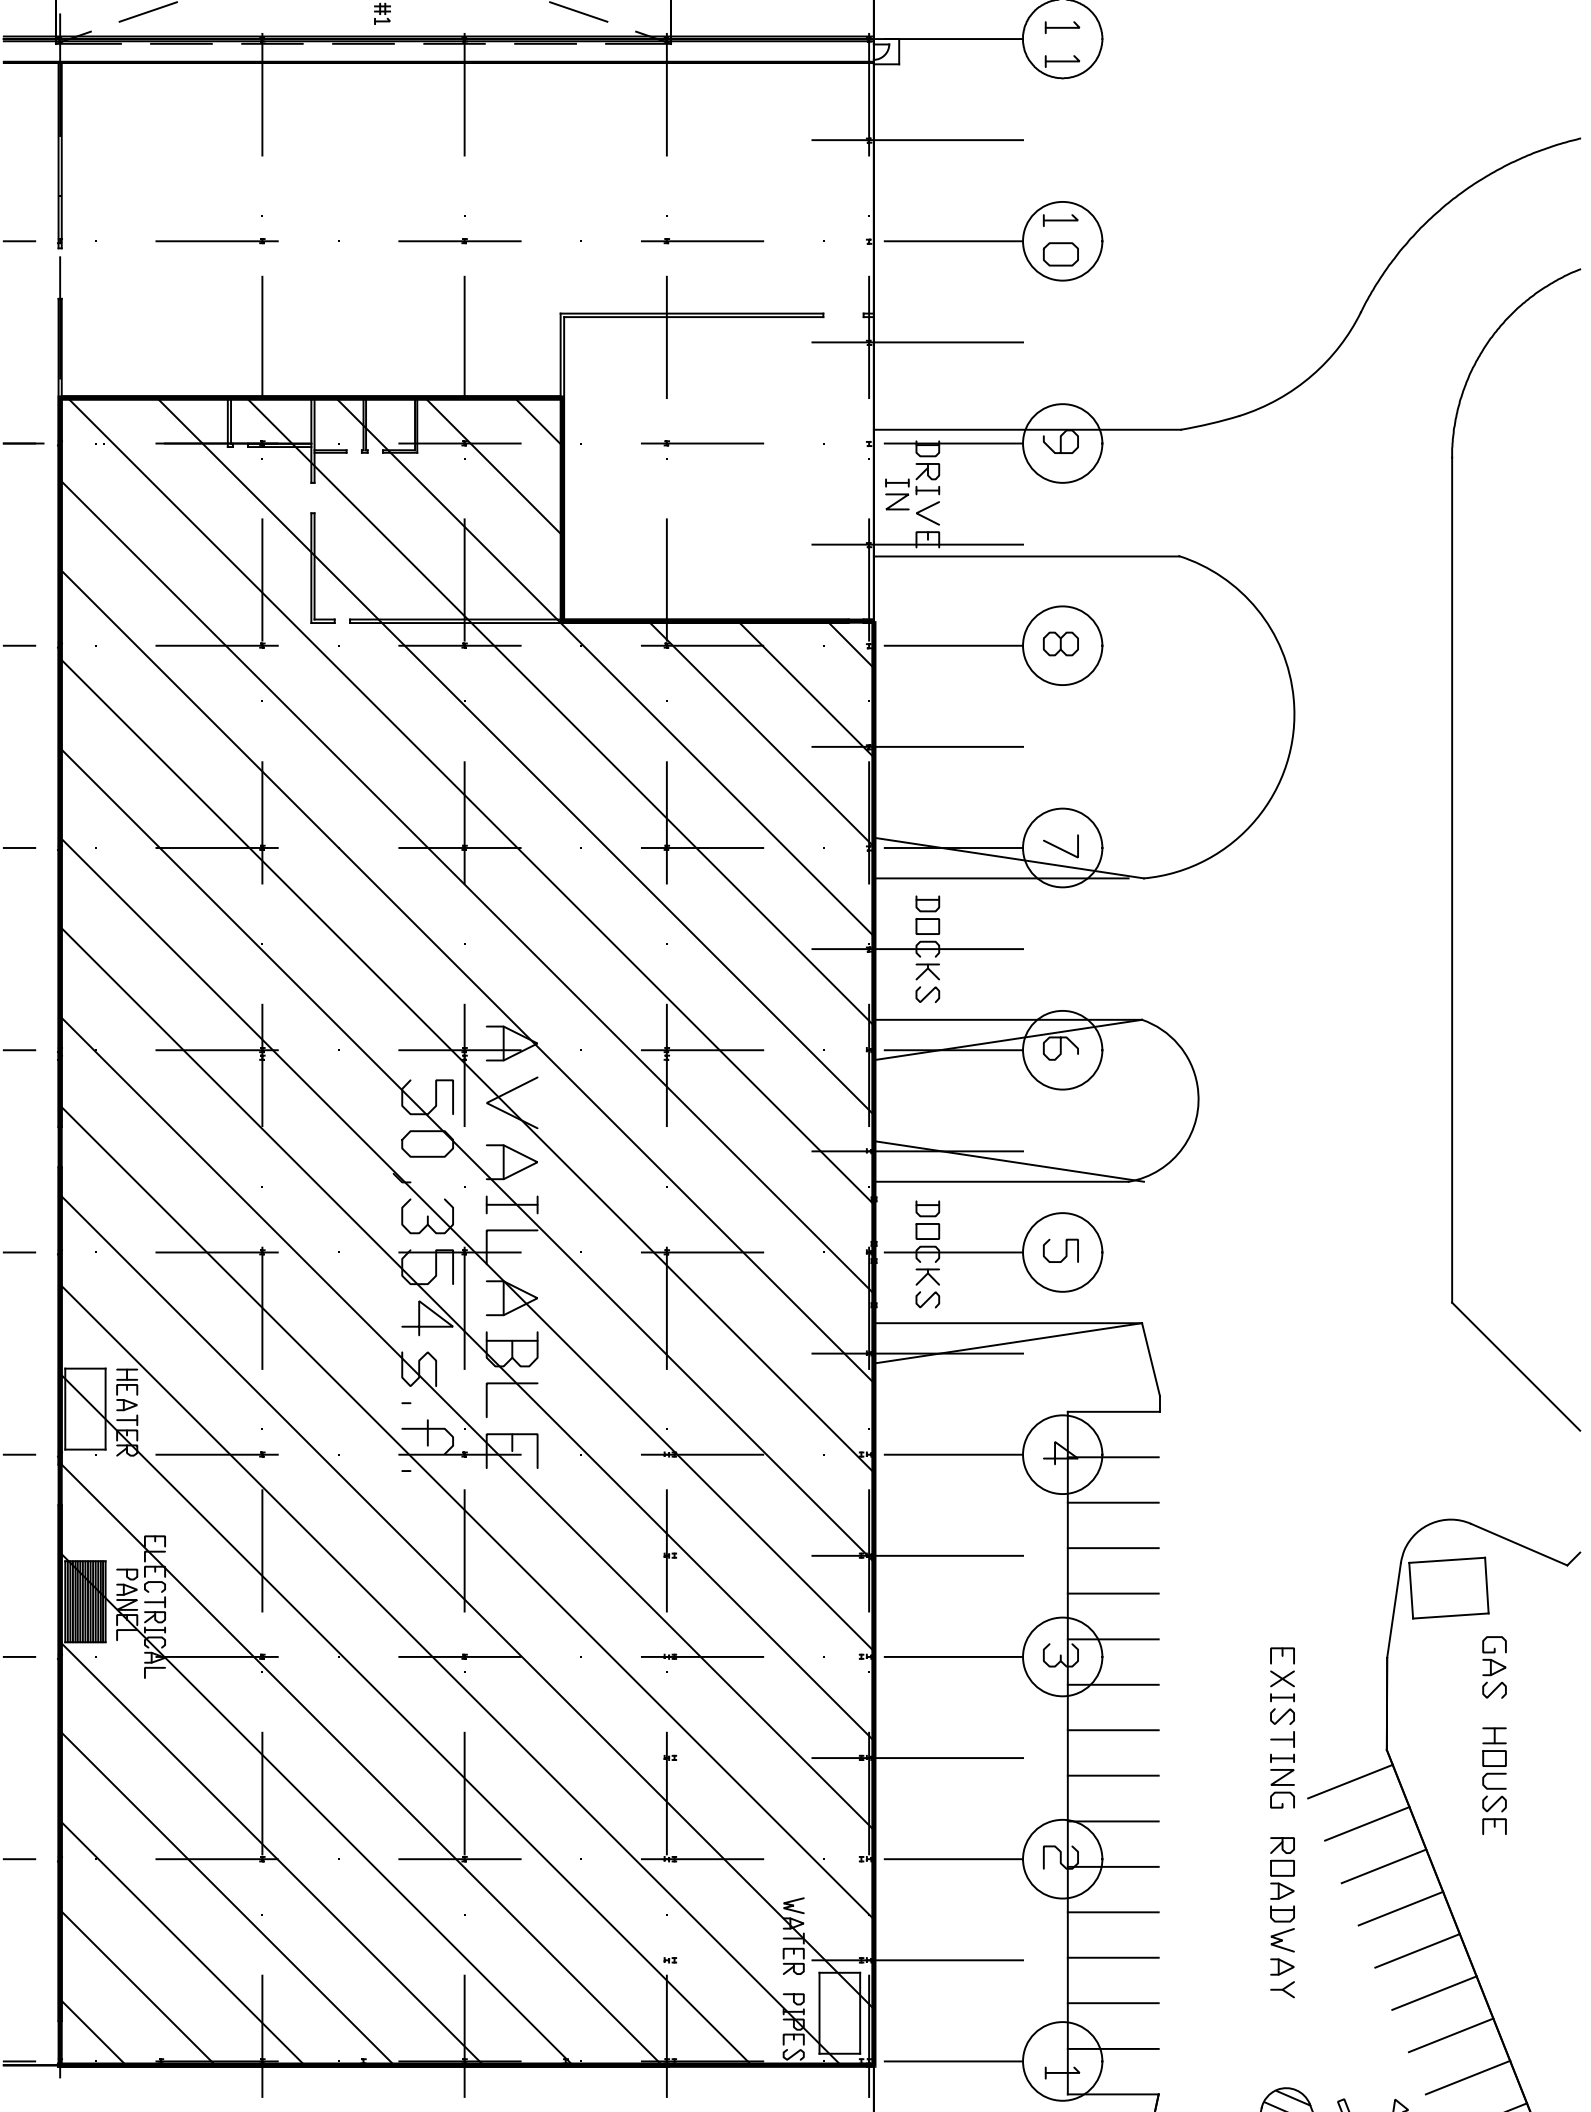 #1
11
10
9
8
7
6
5
4
3
2
1
DRIVE
IN
DOCKS
DOCKS
AVAILABLE
50,354s.f.
HEATER
ELECTRICAL
PANEL
WATER PIPES
GAS HOUSE
EXISTING ROADWAY